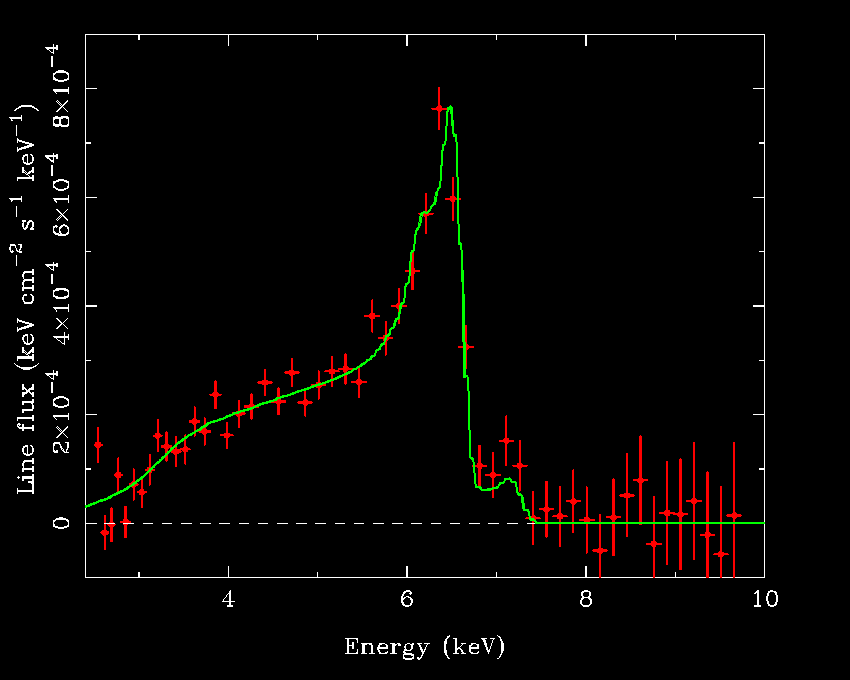 8×10⁻⁴
6×10⁻⁴
4×10⁻⁴
2×10⁻⁴
0
Line flux (keV cm⁻² s⁻¹ keV⁻¹)
4 6 8 10
Energy (keV)